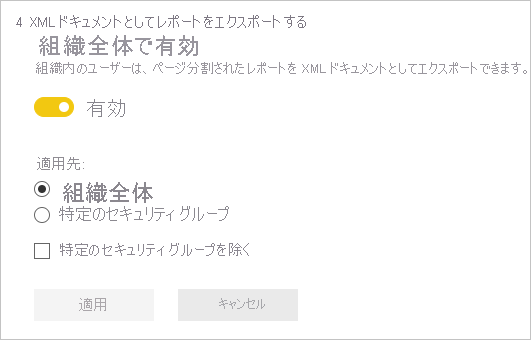 4 XMLドキュメントとしてレポートをエクスポートする
組織全体で有効
組織内のユーザーは、ページ分割されたレポートを XMLドキュメントとしてエクスポートできます。
有効
適用先:
組織全体
特定のセキュリティ グループ
特定のセキュリティ グループを除く
適用 キャンセル